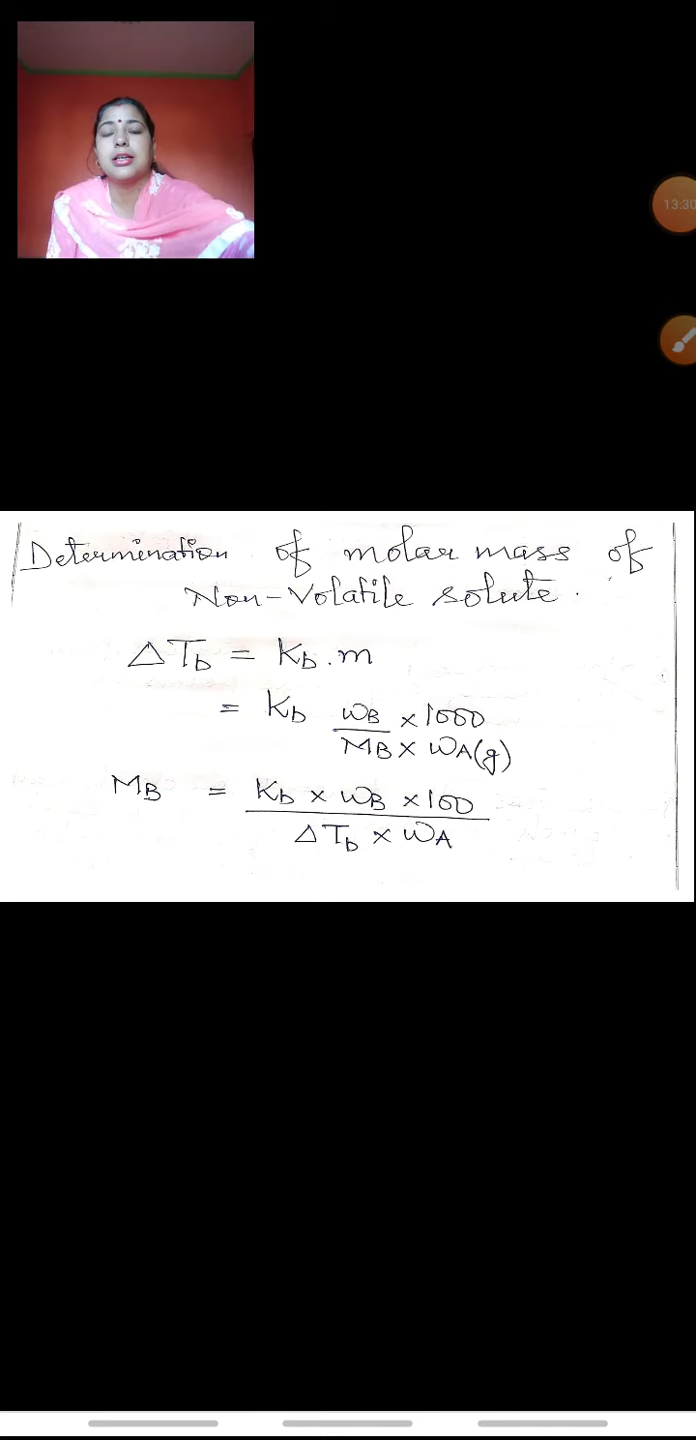 13:30
Determination of molar mass of
Non-Volatile solute.
ΔTb = Kb.m
= Kb WB × 1000 / MB × WA(g)
MB = Kb × WB × 100 / ΔTb × WA